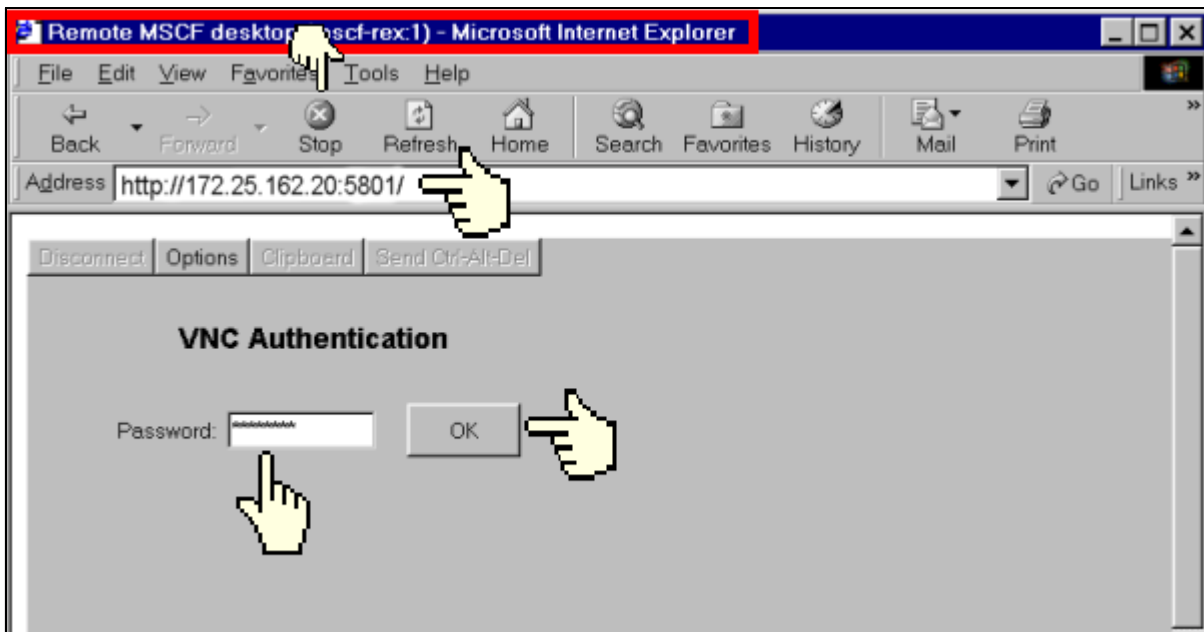 Remote MSCF desktop scf-rex:1) - Microsoft Internet Explorer
File Edit View Favorites Tools Help
Back Forward Stop Refresh Home Search Favorites History Mail Print »
Address http://172.25.162.20:5801/ Go Links »
Disconnect Options Clipboard Send Ctrl-Alt-Del
VNC Authentication
Password: ********* OK